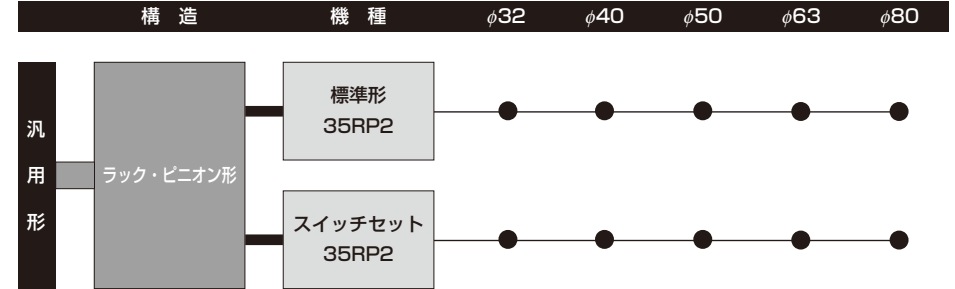 構 造 機 種 φ32 φ40 φ50 φ63 φ80
汎用形
ラック・ピニオン形
標準形
35RP2
スイッチセット
35RP2